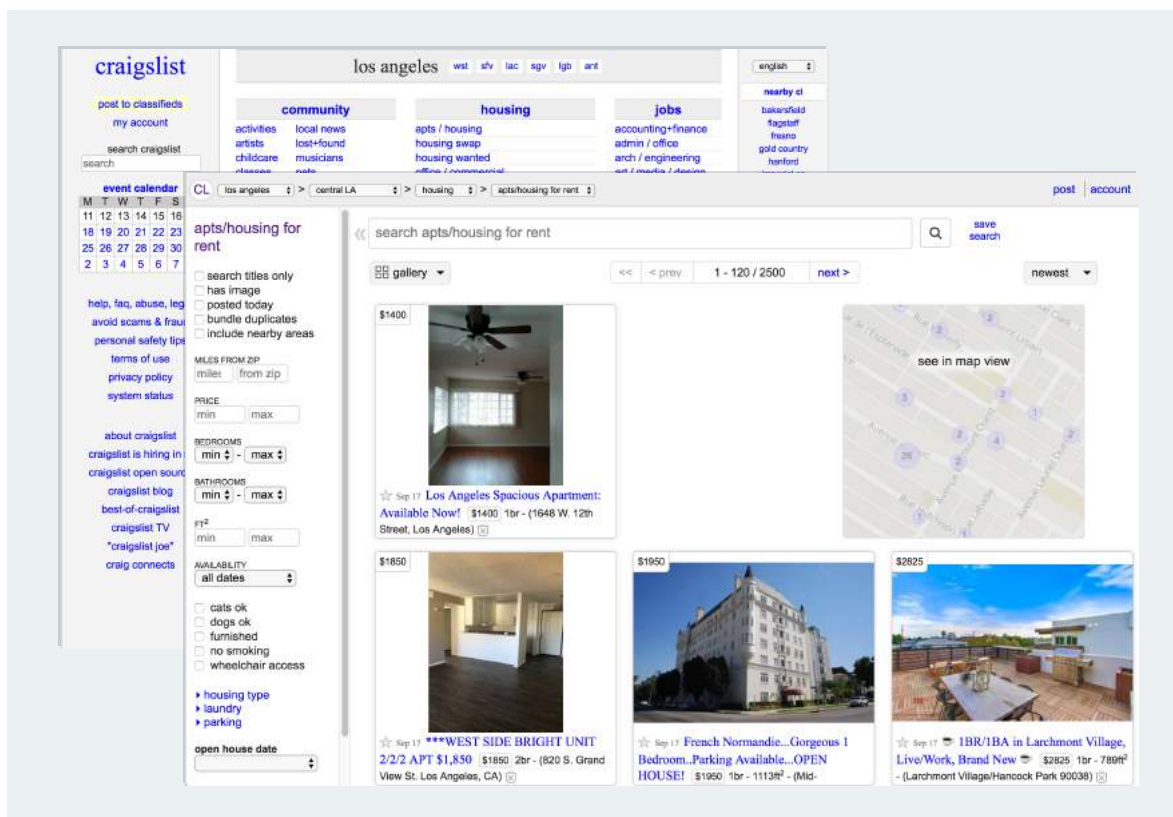 craigslist
post to classifieds
my account
search craigslist
search
event calendar
M T W T F S
11 12 13 14 15 16
18 19 20 21 22 23
25 26 27 28 29 30
2 3 4 5 6 7
help, faq, abuse, leg
avoid scams & frau
personal safety tips
terms of use
privacy policy
system status
about craigslist
craigslist is hiring in
craigslist open sourc
craigslist blog
best-of-craigslist
craigslist TV
"craigslist joe"
craig connects
los angeles wst sfv lac sgv lgb ant
community
activities local news
artists lost+found
childcare musicians
classes pets
housing
apts / housing
housing swap
housing wanted
office / commercial
jobs
accounting+finance
admin / office
arch / engineering
art / media / design
english
nearby cl
bakersfield
flagstaff
fresno
gold country
hanford
CL los angeles > central LA > housing > apts/housing for rent
post account
apts/housing for
rent
search titles only
has image
posted today
bundle duplicates
include nearby areas
MILES FROM ZIP
miles from zip
PRICE
min max
BEDROOMS
min - max
BATHROOMS
min - max
FT²
min max
AVAILABILITY
all dates
cats ok
dogs ok
furnished
no smoking
wheelchair access
housing type
laundry
parking
open house date
« search apts/housing for rent
save
search
gallery
<< < prev 1 - 120 / 2500 next >
newest
$1400
Sep 17 Los Angeles Spacious Apartment:
Available Now! $1400 1br - (1648 W. 12th
Street, Los Angeles)
see in map view
$1850
Sep 17 ***WEST SIDE BRIGHT UNIT
2/2/2 APT $1,850 $1850 2br - (820 S. Grand
View St. Los Angeles, CA)
$1950
Sep 17 French Normandie...Gorgeous 1
Bedroom..Parking Available...OPEN
HOUSE! $1950 1br - 1113ft² - (Mid-
$2825
Sep 17 1BR/1BA in Larchmont Village,
Live/Work, Brand New $2825 1br - 789ft²
- (Larchmont Village/Hancock Park 90038)